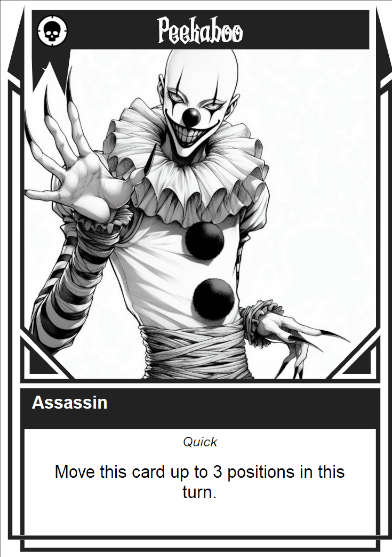 Peekaboo
Assassin
Quick
Move this card up to 3 positions in this
turn.